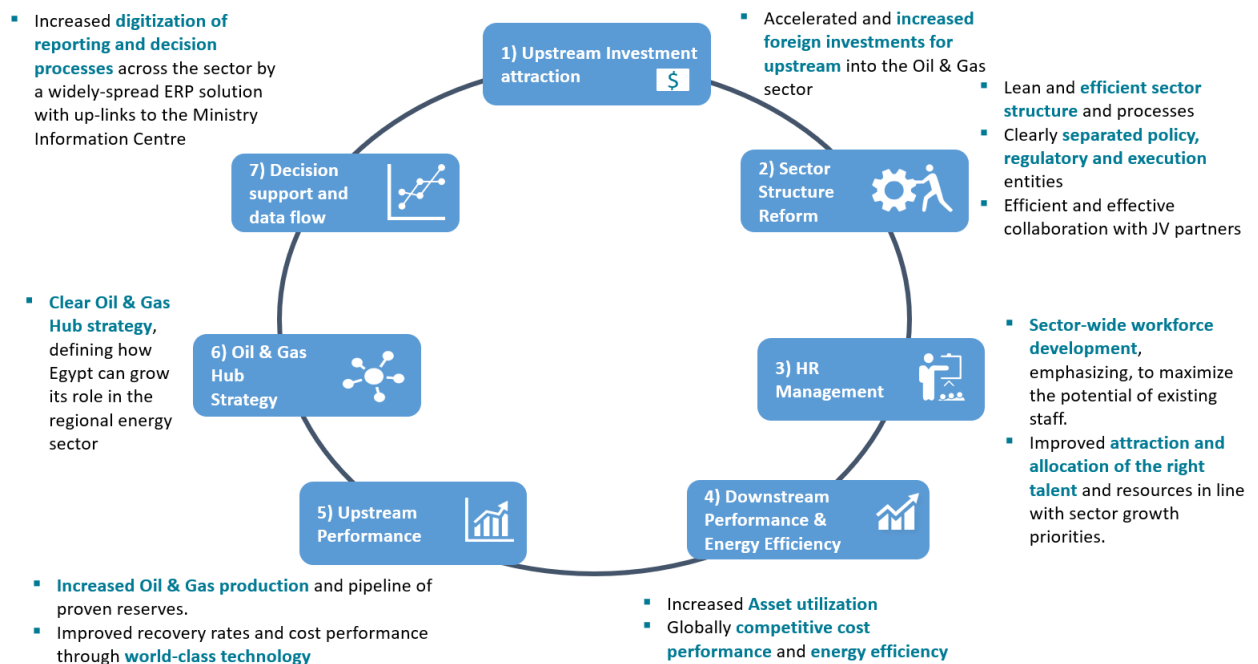 1) Upstream Investment
attraction
$
▪ Accelerated and increased
foreign investments for
upstream into the Oil & Gas
sector
2) Sector
Structure
Reform
▪ Lean and efficient sector
structure and processes
▪ Clearly separated policy,
regulatory and execution
entities
▪ Efficient and effective
collaboration with JV partners
3) HR
Management
▪ Sector-wide workforce
development,
emphasizing, to maximize
the potential of existing
staff.
▪ Improved attraction and
allocation of the right
talent and resources in line
with sector growth
priorities.
4) Downstream
Performance &
Energy Efficiency
▪ Increased Asset utilization
▪ Globally competitive cost
performance and energy efficiency
5) Upstream
Performance
▪ Increased Oil & Gas production and pipeline of
proven reserves.
▪ Improved recovery rates and cost performance
through world-class technology
6) Oil & Gas
Hub
Strategy
▪ Clear Oil & Gas
Hub strategy,
defining how
Egypt can grow
its role in the
regional energy
sector
7) Decision
support and
data flow
▪ Increased digitization of
reporting and decision
processes across the sector by
a widely-spread ERP solution
with up-links to the Ministry
Information Centre